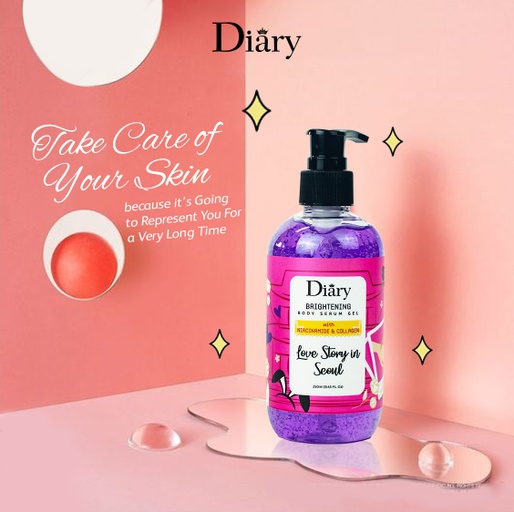 Diary
Take Care of
Your Skin
because it's Going
to Represent You For
a Very Long Time
Diary
BRIGHTENING
BODY SERUM GEL
with
NIACINAMIDE & COLLAGEN
Love Story in
Seoul